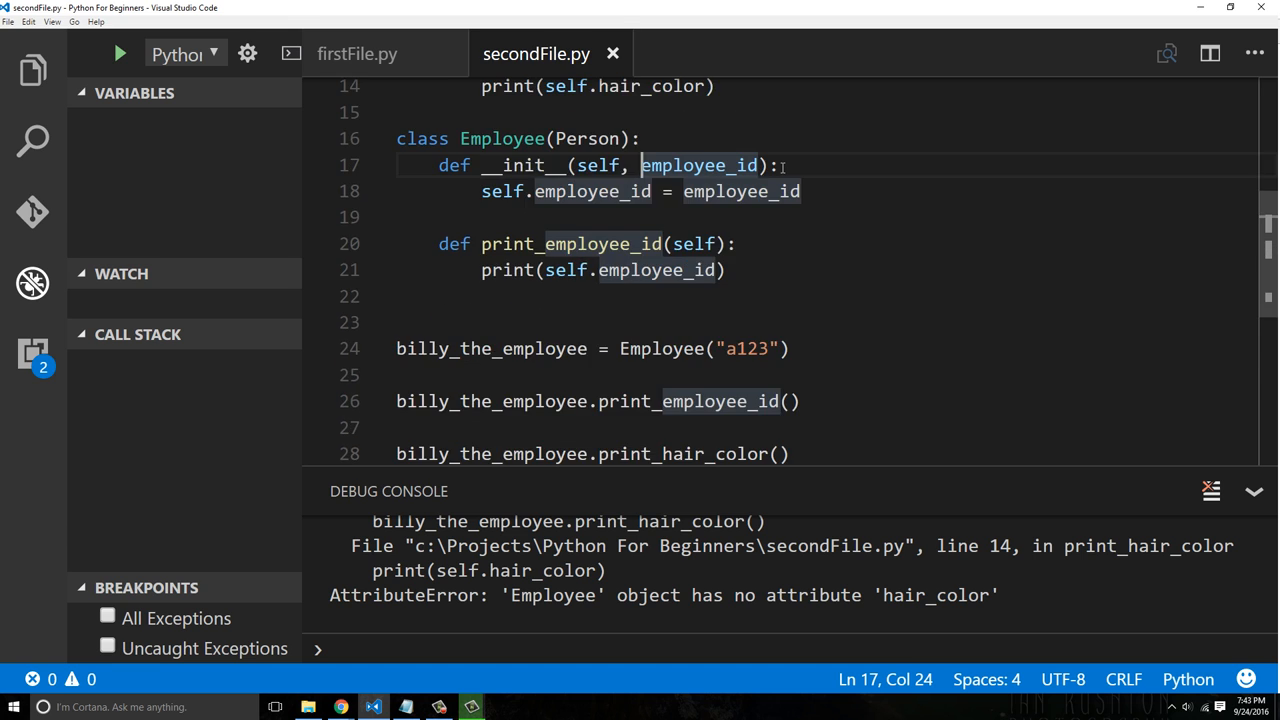 secondFile.py - Python For Beginners - Visual Studio Code
File Edit View Go Help
Python
firstFile.py
secondFile.py
VARIABLES
WATCH
CALL STACK
2
BREAKPOINTS
All Exceptions
Uncaught Exceptions
14 print(self.hair_color)
15
16 class Employee(Person):
17 def __init__(self, employee_id):
18 self.employee_id = employee_id
19
20 def print_employee_id(self):
21 print(self.employee_id)
22
23
24 billy_the_employee = Employee("a123")
25
26 billy_the_employee.print_employee_id()
27
28 billy_the_employee.print_hair_color()
DEBUG CONSOLE
billy_the_employee.print_hair_color()
File "c:\Projects\Python For Beginners\secondFile.py", line 14, in print_hair_color
print(self.hair_color)
AttributeError: 'Employee' object has no attribute 'hair_color'
0 0
Ln 17, Col 24 Spaces: 4 UTF-8 CRLF Python
I'm Cortana. Ask me anything.
7:43 PM
9/24/2016